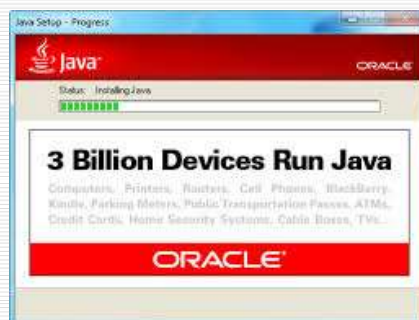 Java Setup - Progress
Java
ORACLE
Status: Installing Java
3 Billion Devices Run Java
Computers, Printers, Routers, Cell Phones, BlackBerry,
Kindle, Parking Meters, Public Transportation Passes, ATMs,
Credit Cards, Home Security Systems, Cable Boxes, TVs...
ORACLE